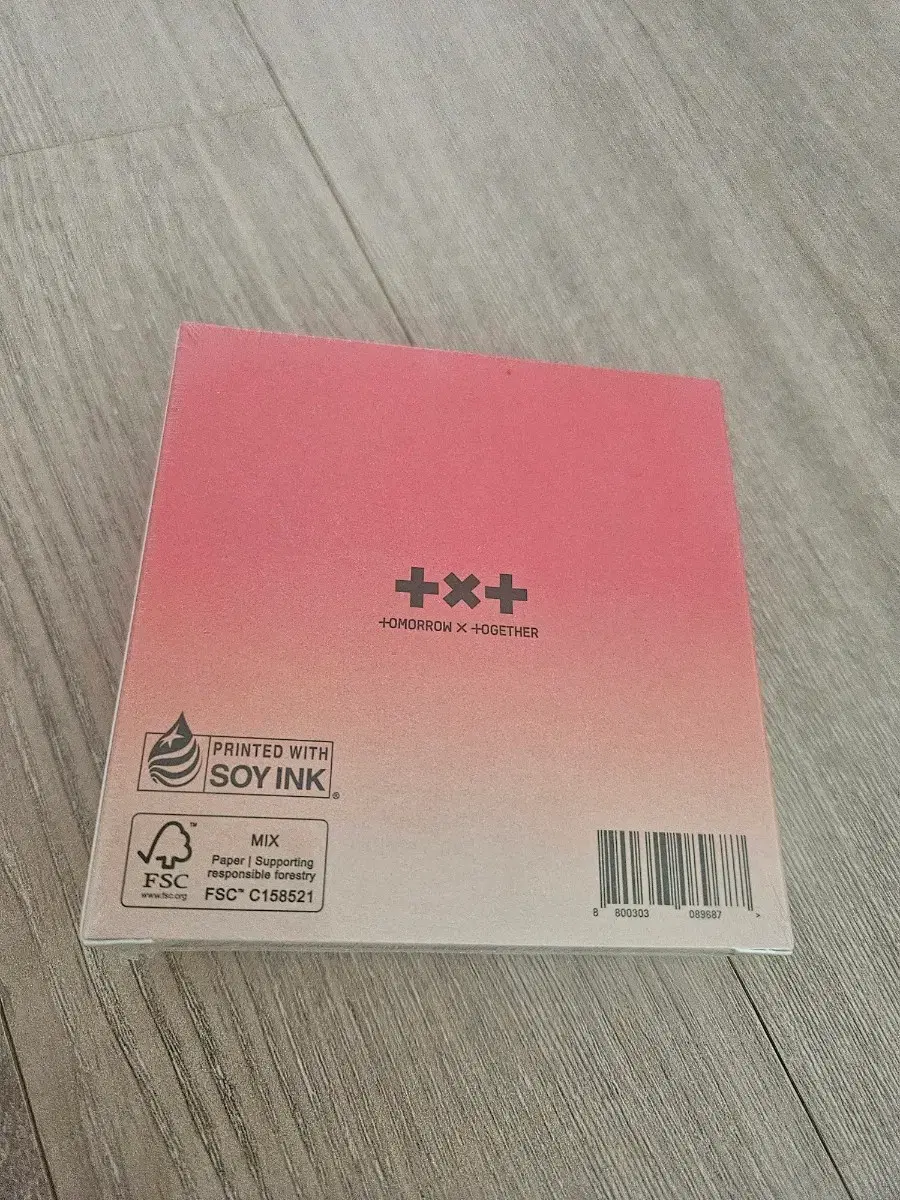 +×+
+OMORROW × +OGETHER
PRINTED WITH
SOY INK®
FSC™
www.fsc.org
MIX
Paper | Supporting
responsible forestry
FSC™ C158521
8 800303 089687 >